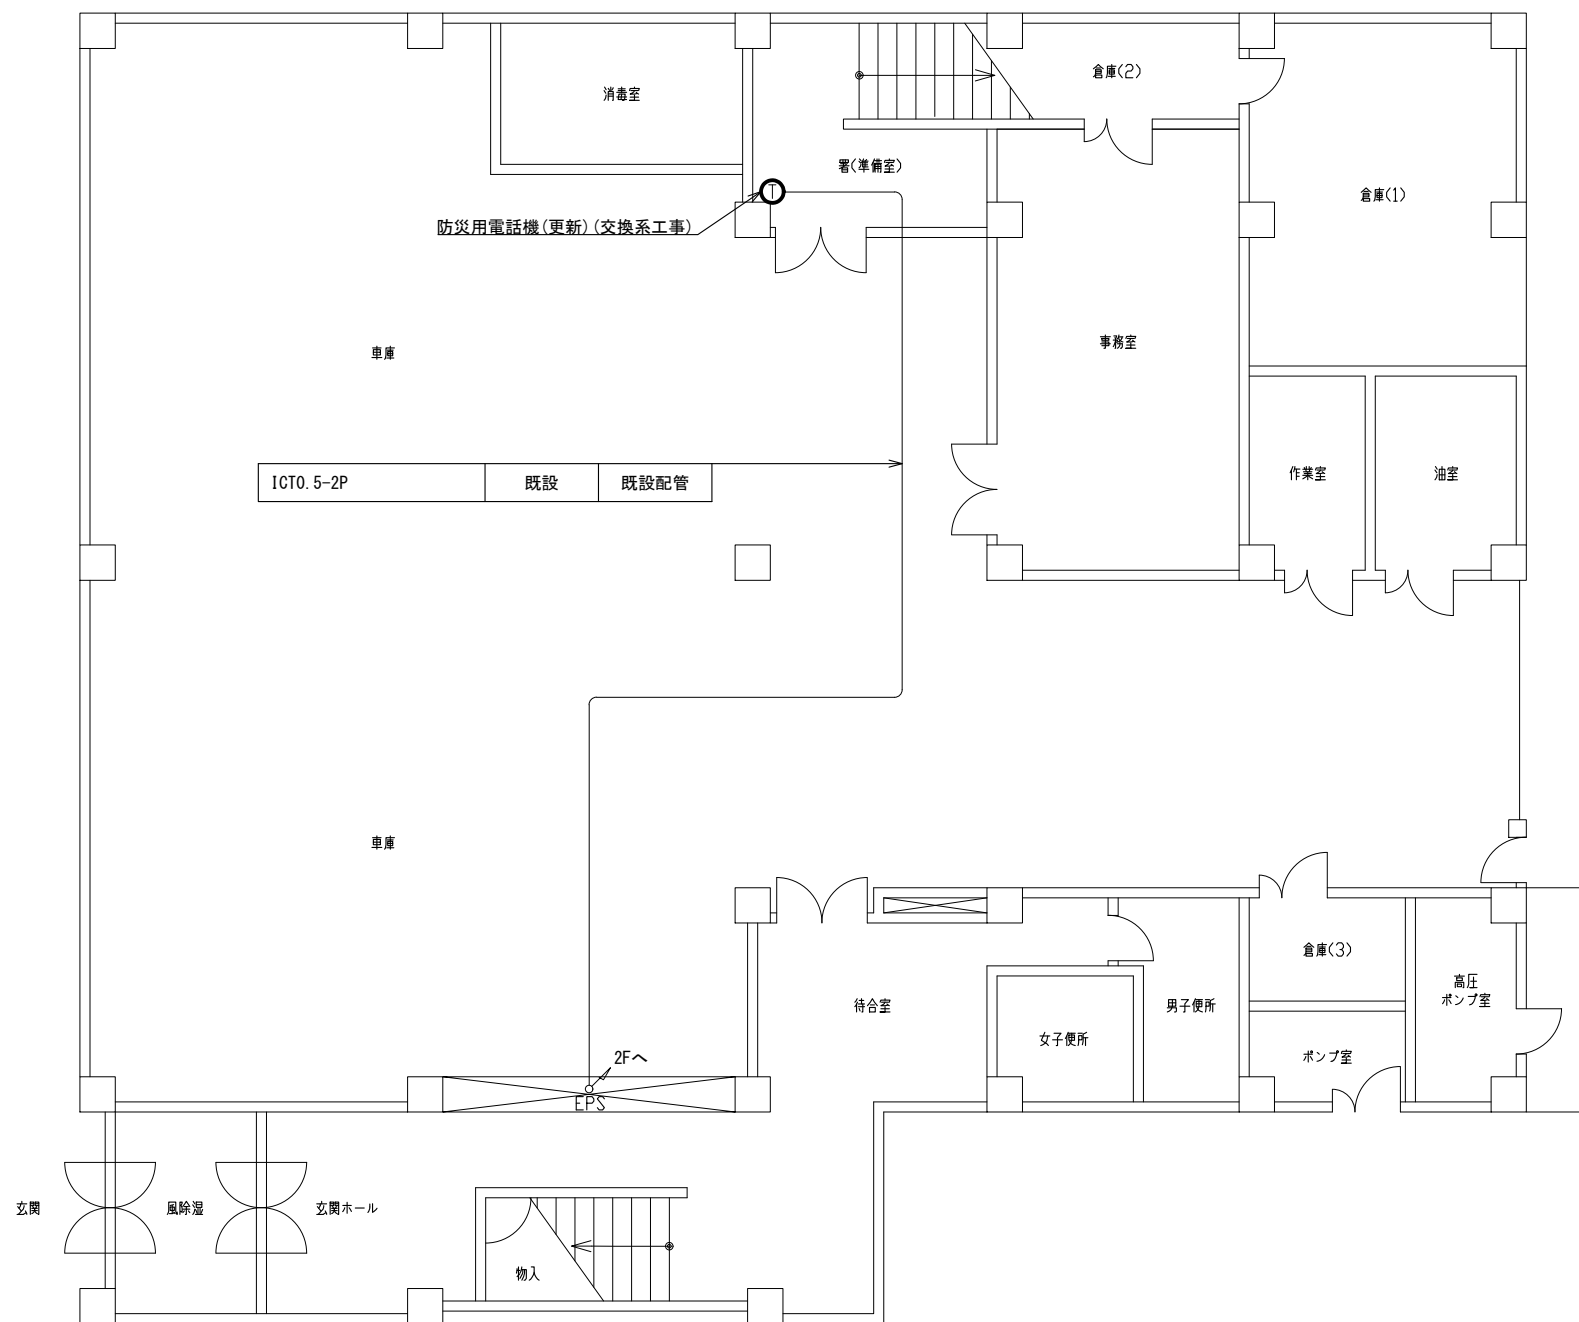 倉庫(2)
消毒室
署(準備室)
T
倉庫(1)
防災用電話機(更新)(交換系工事)
事務室
車庫
作業室
油室
ICT0.5-2P 既設 既設配管
車庫
倉庫(3)
高圧
ポンプ室
待合室
男子便所
女子便所
ポンプ室
2Fへ
EPS
玄関
風除湿
玄関ホール
物入